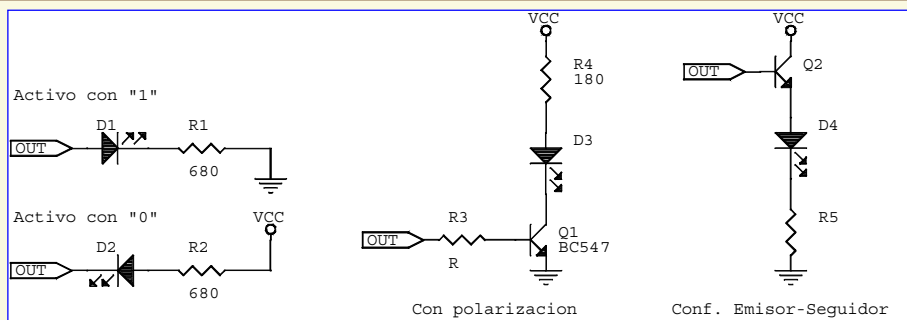 Activo con "1"
OUT
D1
R1
680
Activo con "0"
OUT
D2
R2
680
VCC
VCC
R4
180
D3
OUT
R3
R
Q1
BC547
Con polarizacion
VCC
OUT
Q2
D4
R5
Conf. Emisor-Seguidor